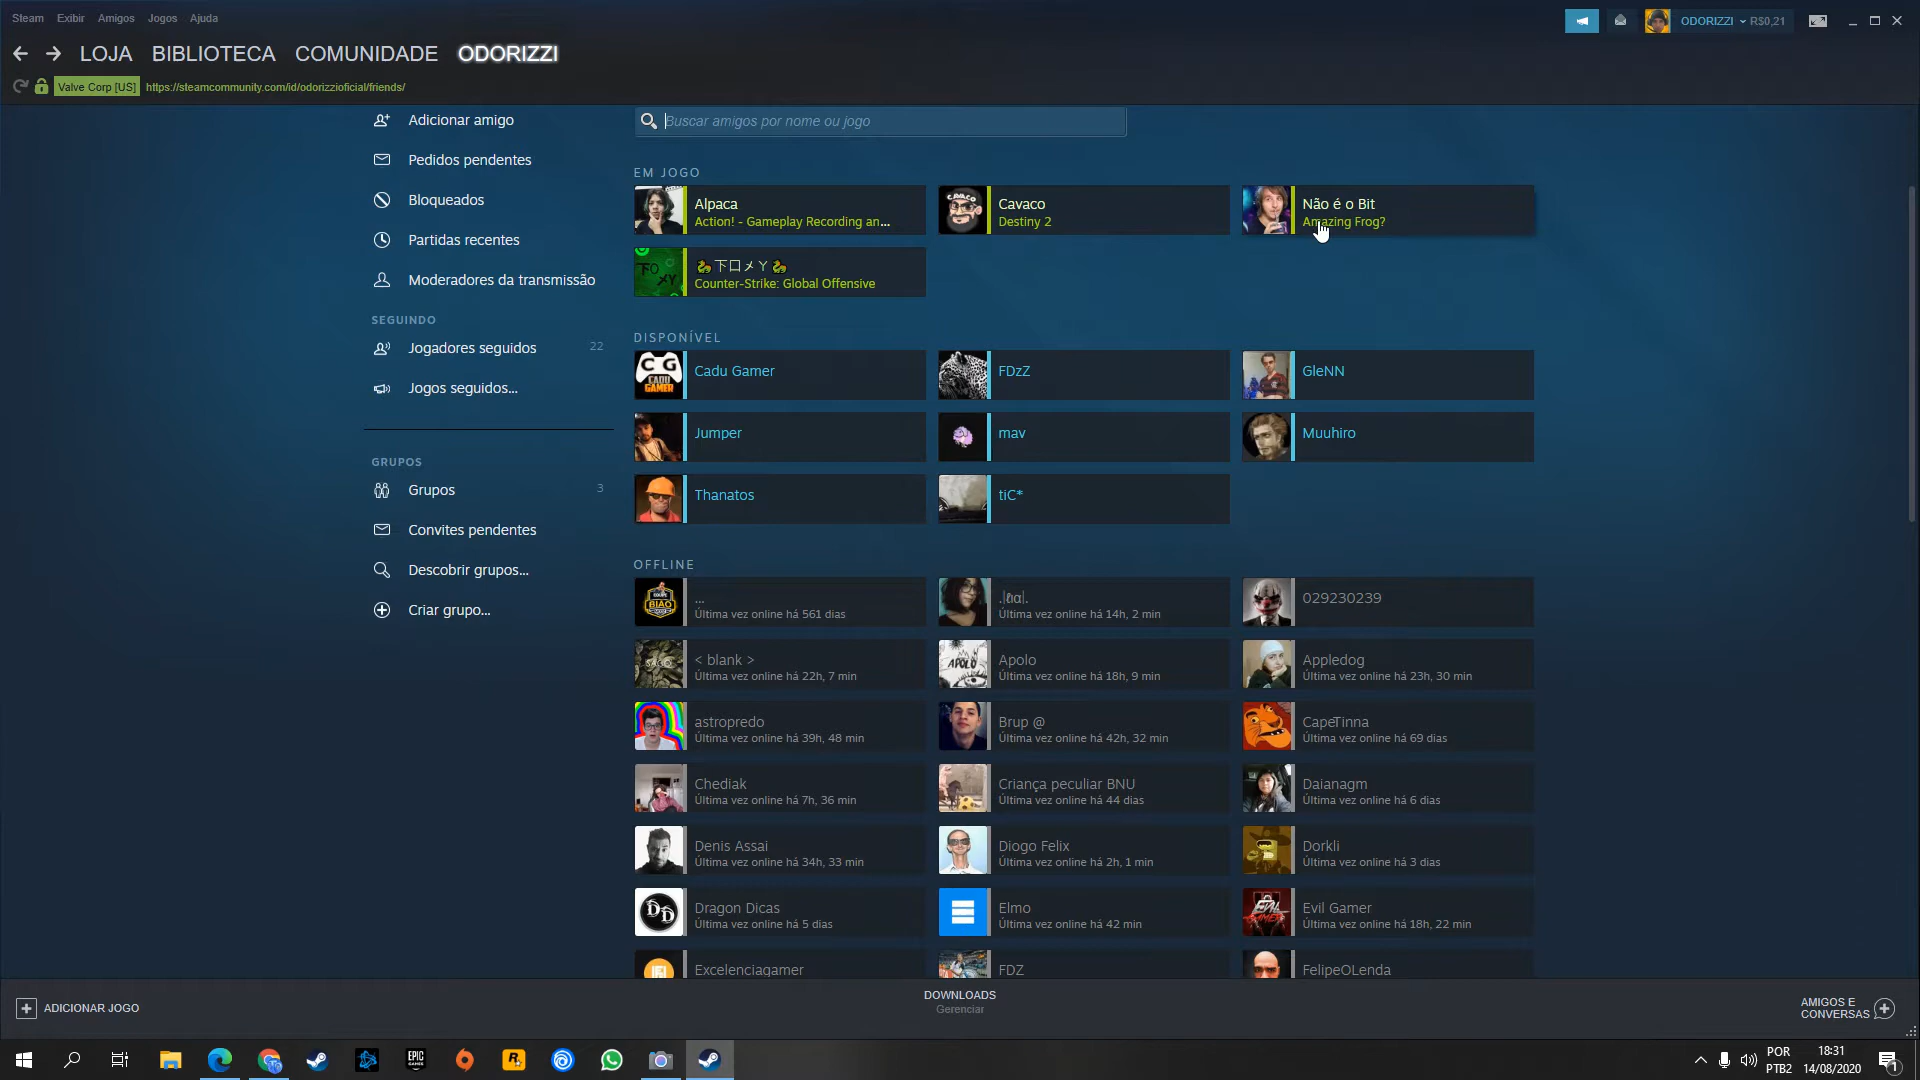 Steam Exibir Amigos Jogos Ajuda
ODORIZZI R$0,21
LOJA BIBLIOTECA COMUNIDADE ODORIZZI
Valve Corp [US] https://steamcommunity.com/id/odorizzioficial/friends/
Adicionar amigo
Pedidos pendentes
Bloqueados
Partidas recentes
Moderadores da transmissão
SEGUINDO
Jogadores seguidos 22
Jogos seguidos...
GRUPOS
Grupos 3
Convites pendentes
Descobrir grupos...
Criar grupo...
Buscar amigos por nome ou jogo
EM JOGO
Alpaca
Action! - Gameplay Recording an...
Cavaco
Destiny 2
Não é o Bit
Amazing Frog?
🐍下口メㄚ🐍
Counter-Strike: Global Offensive
DISPONÍVEL
Cadu Gamer
FDzZ
GleNN
Jumper
mav
Muuhiro
Thanatos
tiC*
OFFLINE
...
Última vez online há 561 dias
Última vez online há 14h, 2 min
029230239
< blank >
Última vez online há 22h, 7 min
Apolo
Última vez online há 18h, 9 min
Appledog
Última vez online há 23h, 30 min
astropredo
Última vez online há 39h, 48 min
Brup @
Última vez online há 42h, 32 min
CapeTinna
Última vez online há 69 dias
Chediak
Última vez online há 7h, 36 min
Criança peculiar BNU
Última vez online há 44 dias
Daianagm
Última vez online há 6 dias
Denis Assai
Última vez online há 34h, 33 min
Diogo Felix
Última vez online há 2h, 1 min
Dorkli
Última vez online há 3 dias
Dragon Dicas
Última vez online há 5 dias
Elmo
Última vez online há 42 min
Evil Gamer
Última vez online há 18h, 22 min
Excelenciagamer
FDZ
FelipeOLenda
ADICIONAR JOGO
DOWNLOADS
Gerenciar
AMIGOS E
CONVERSAS
POR
PTB2
18:31
14/08/2020
1